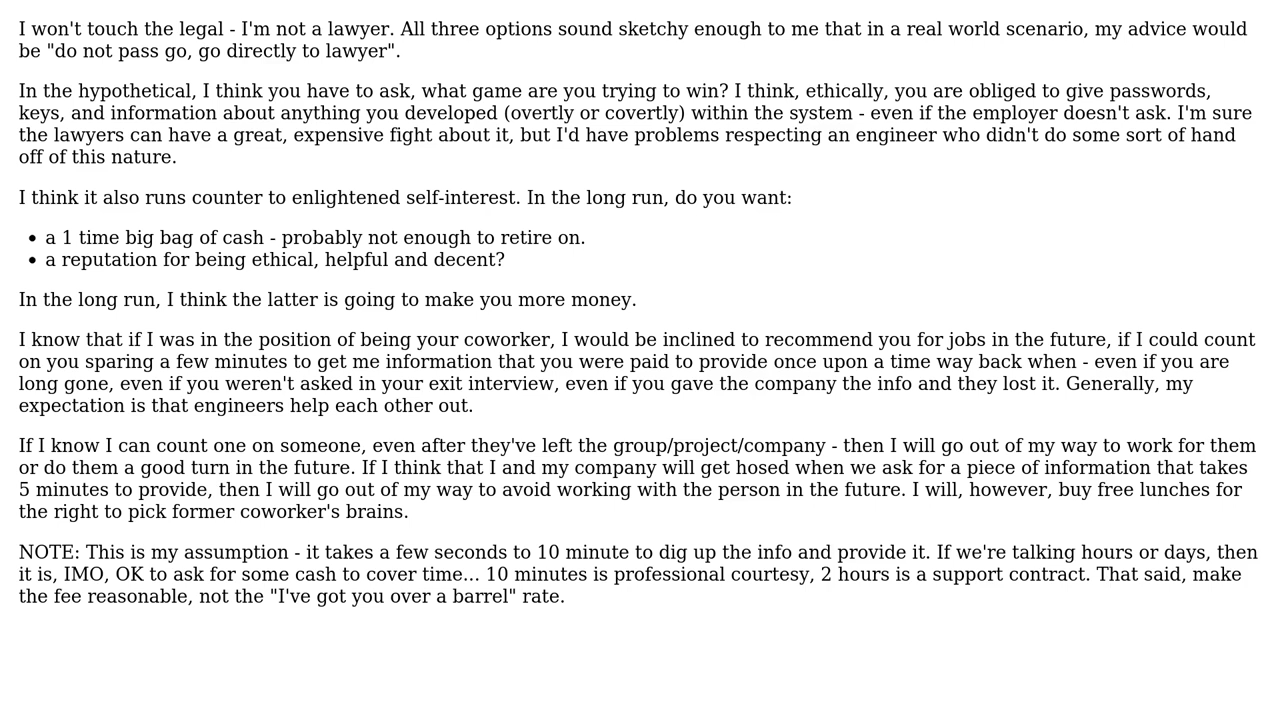 I won't touch the legal - I'm not a lawyer. All three options sound sketchy enough to me that in a real world scenario, my advice would
be "do not pass go, go directly to lawyer".
In the hypothetical, I think you have to ask, what game are you trying to win? I think, ethically, you are obliged to give passwords,
keys, and information about anything you developed (overtly or covertly) within the system - even if the employer doesn't ask. I'm sure
the lawyers can have a great, expensive fight about it, but I'd have problems respecting an engineer who didn't do some sort of hand
off of this nature.
I think it also runs counter to enlightened self-interest. In the long run, do you want:
• a 1 time big bag of cash - probably not enough to retire on.
• a reputation for being ethical, helpful and decent?
In the long run, I think the latter is going to make you more money.
I know that if I was in the position of being your coworker, I would be inclined to recommend you for jobs in the future, if I could count
on you sparing a few minutes to get me information that you were paid to provide once upon a time way back when - even if you are
long gone, even if you weren't asked in your exit interview, even if you gave the company the info and they lost it. Generally, my
expectation is that engineers help each other out.
If I know I can count one on someone, even after they've left the group/project/company - then I will go out of my way to work for them
or do them a good turn in the future. If I think that I and my company will get hosed when we ask for a piece of information that takes
5 minutes to provide, then I will go out of my way to avoid working with the person in the future. I will, however, buy free lunches for
the right to pick former coworker's brains.
NOTE: This is my assumption - it takes a few seconds to 10 minute to dig up the info and provide it. If we're talking hours or days, then
it is, IMO, OK to ask for some cash to cover time... 10 minutes is professional courtesy, 2 hours is a support contract. That said, make
the fee reasonable, not the "I've got you over a barrel" rate.